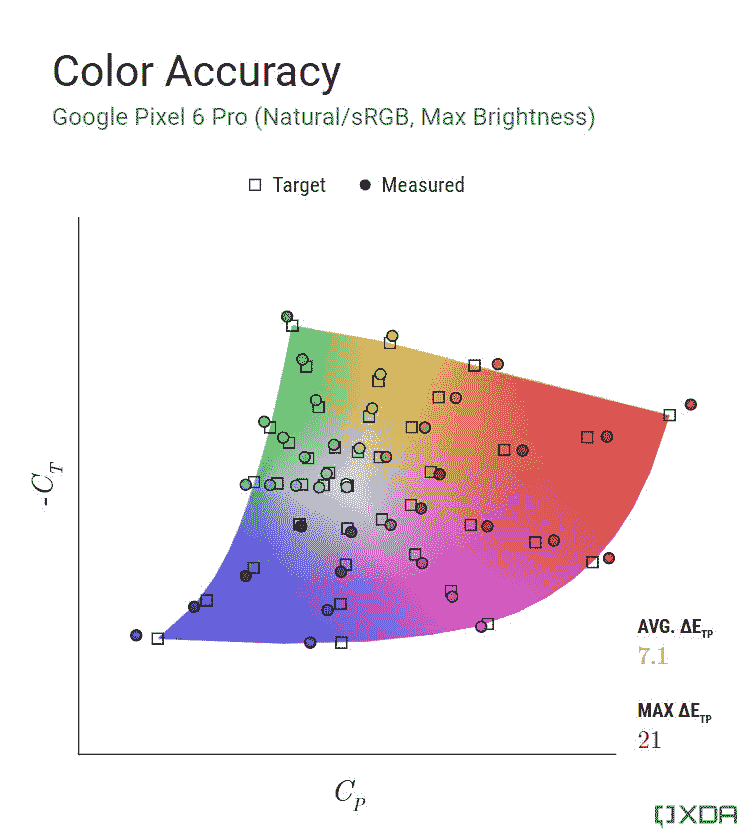 Color Accuracy
Google Pixel 6 Pro (Natural/sRGB, Max Brightness)
Target
Measured
-C_T
AVG. ΔE_TP
7.1
MAX ΔE_TP
21
C_P
XDA